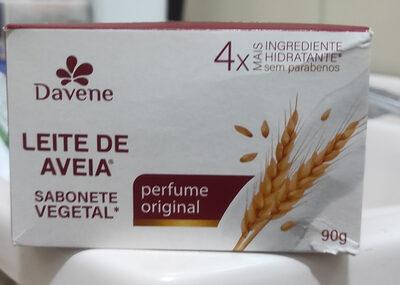 Davene
4x MAIS INGREDIENTE
HIDRATANTE*
sem parabenos
LEITE DE
AVEIA®
SABONETE
VEGETAL*
perfume
original
90g